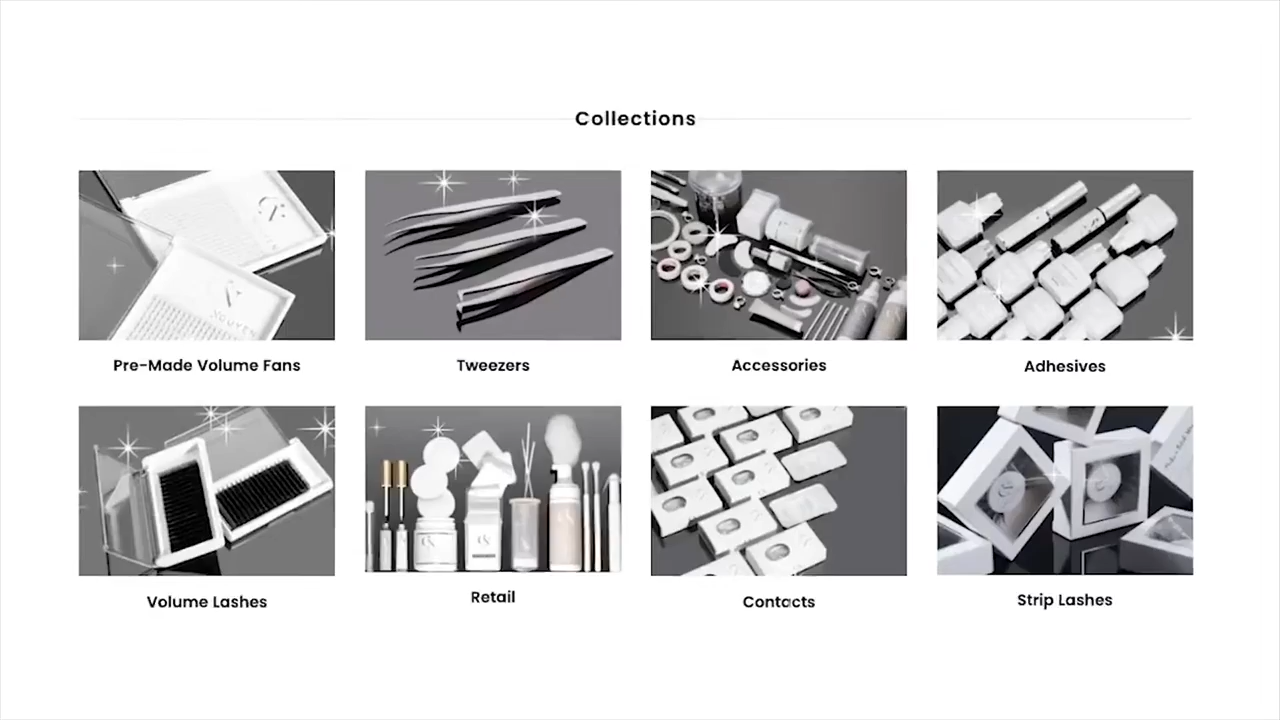 Collections
Pre-Made Volume Fans
Tweezers
Accessories
Adhesives
Volume Lashes
Retail
Contacts
Strip Lashes